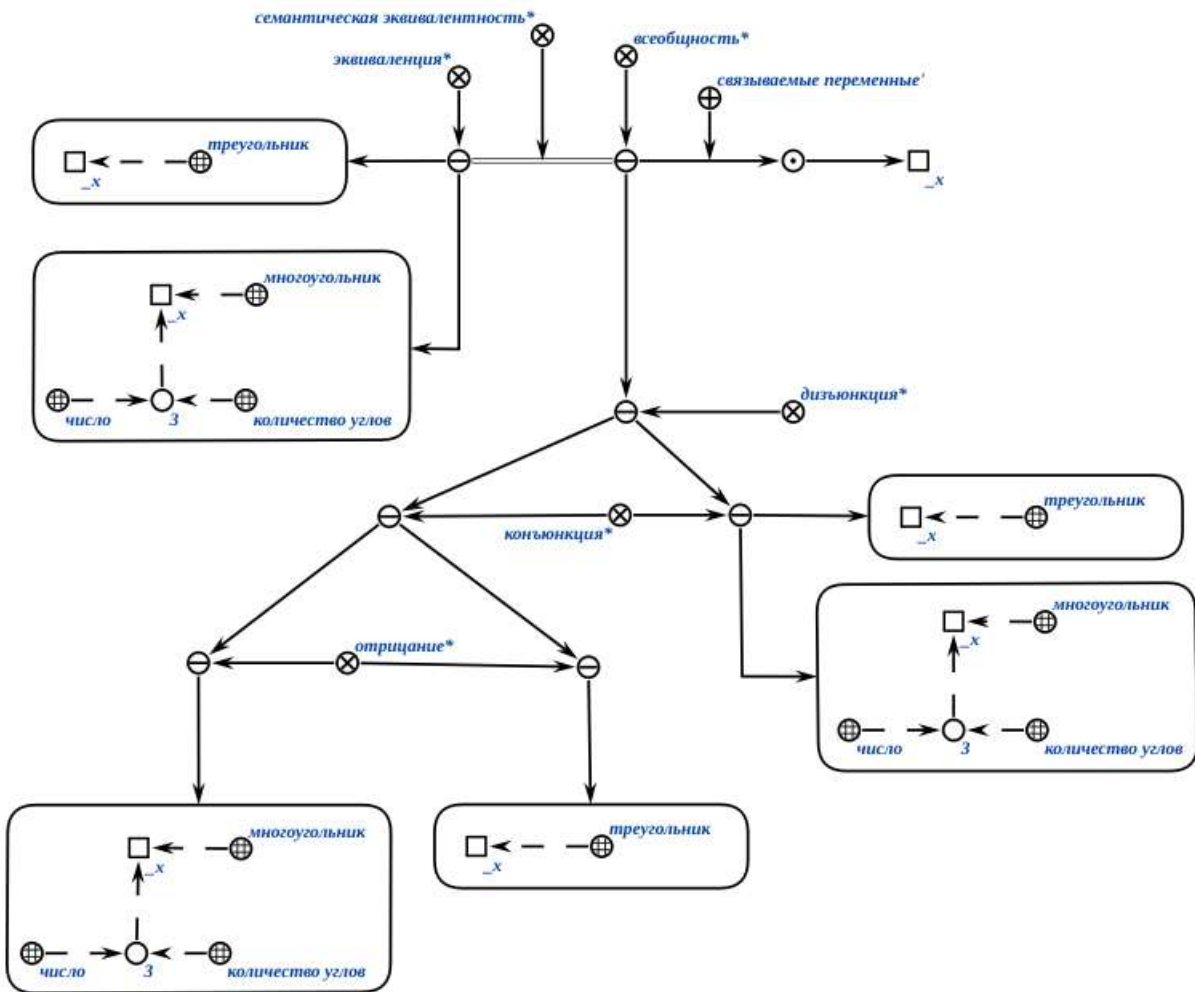 семантическая эквивалентность*
всеобщность*
эквиваленция*
связываемые переменные'
треугольник
_x
_x
многоугольник
_x
число
3
количество углов
дизъюнкция*
треугольник
_x
конъюнкция*
многоугольник
_x
отрицание*
число
3
количество углов
многоугольник
_x
треугольник
_x
число
3
количество углов